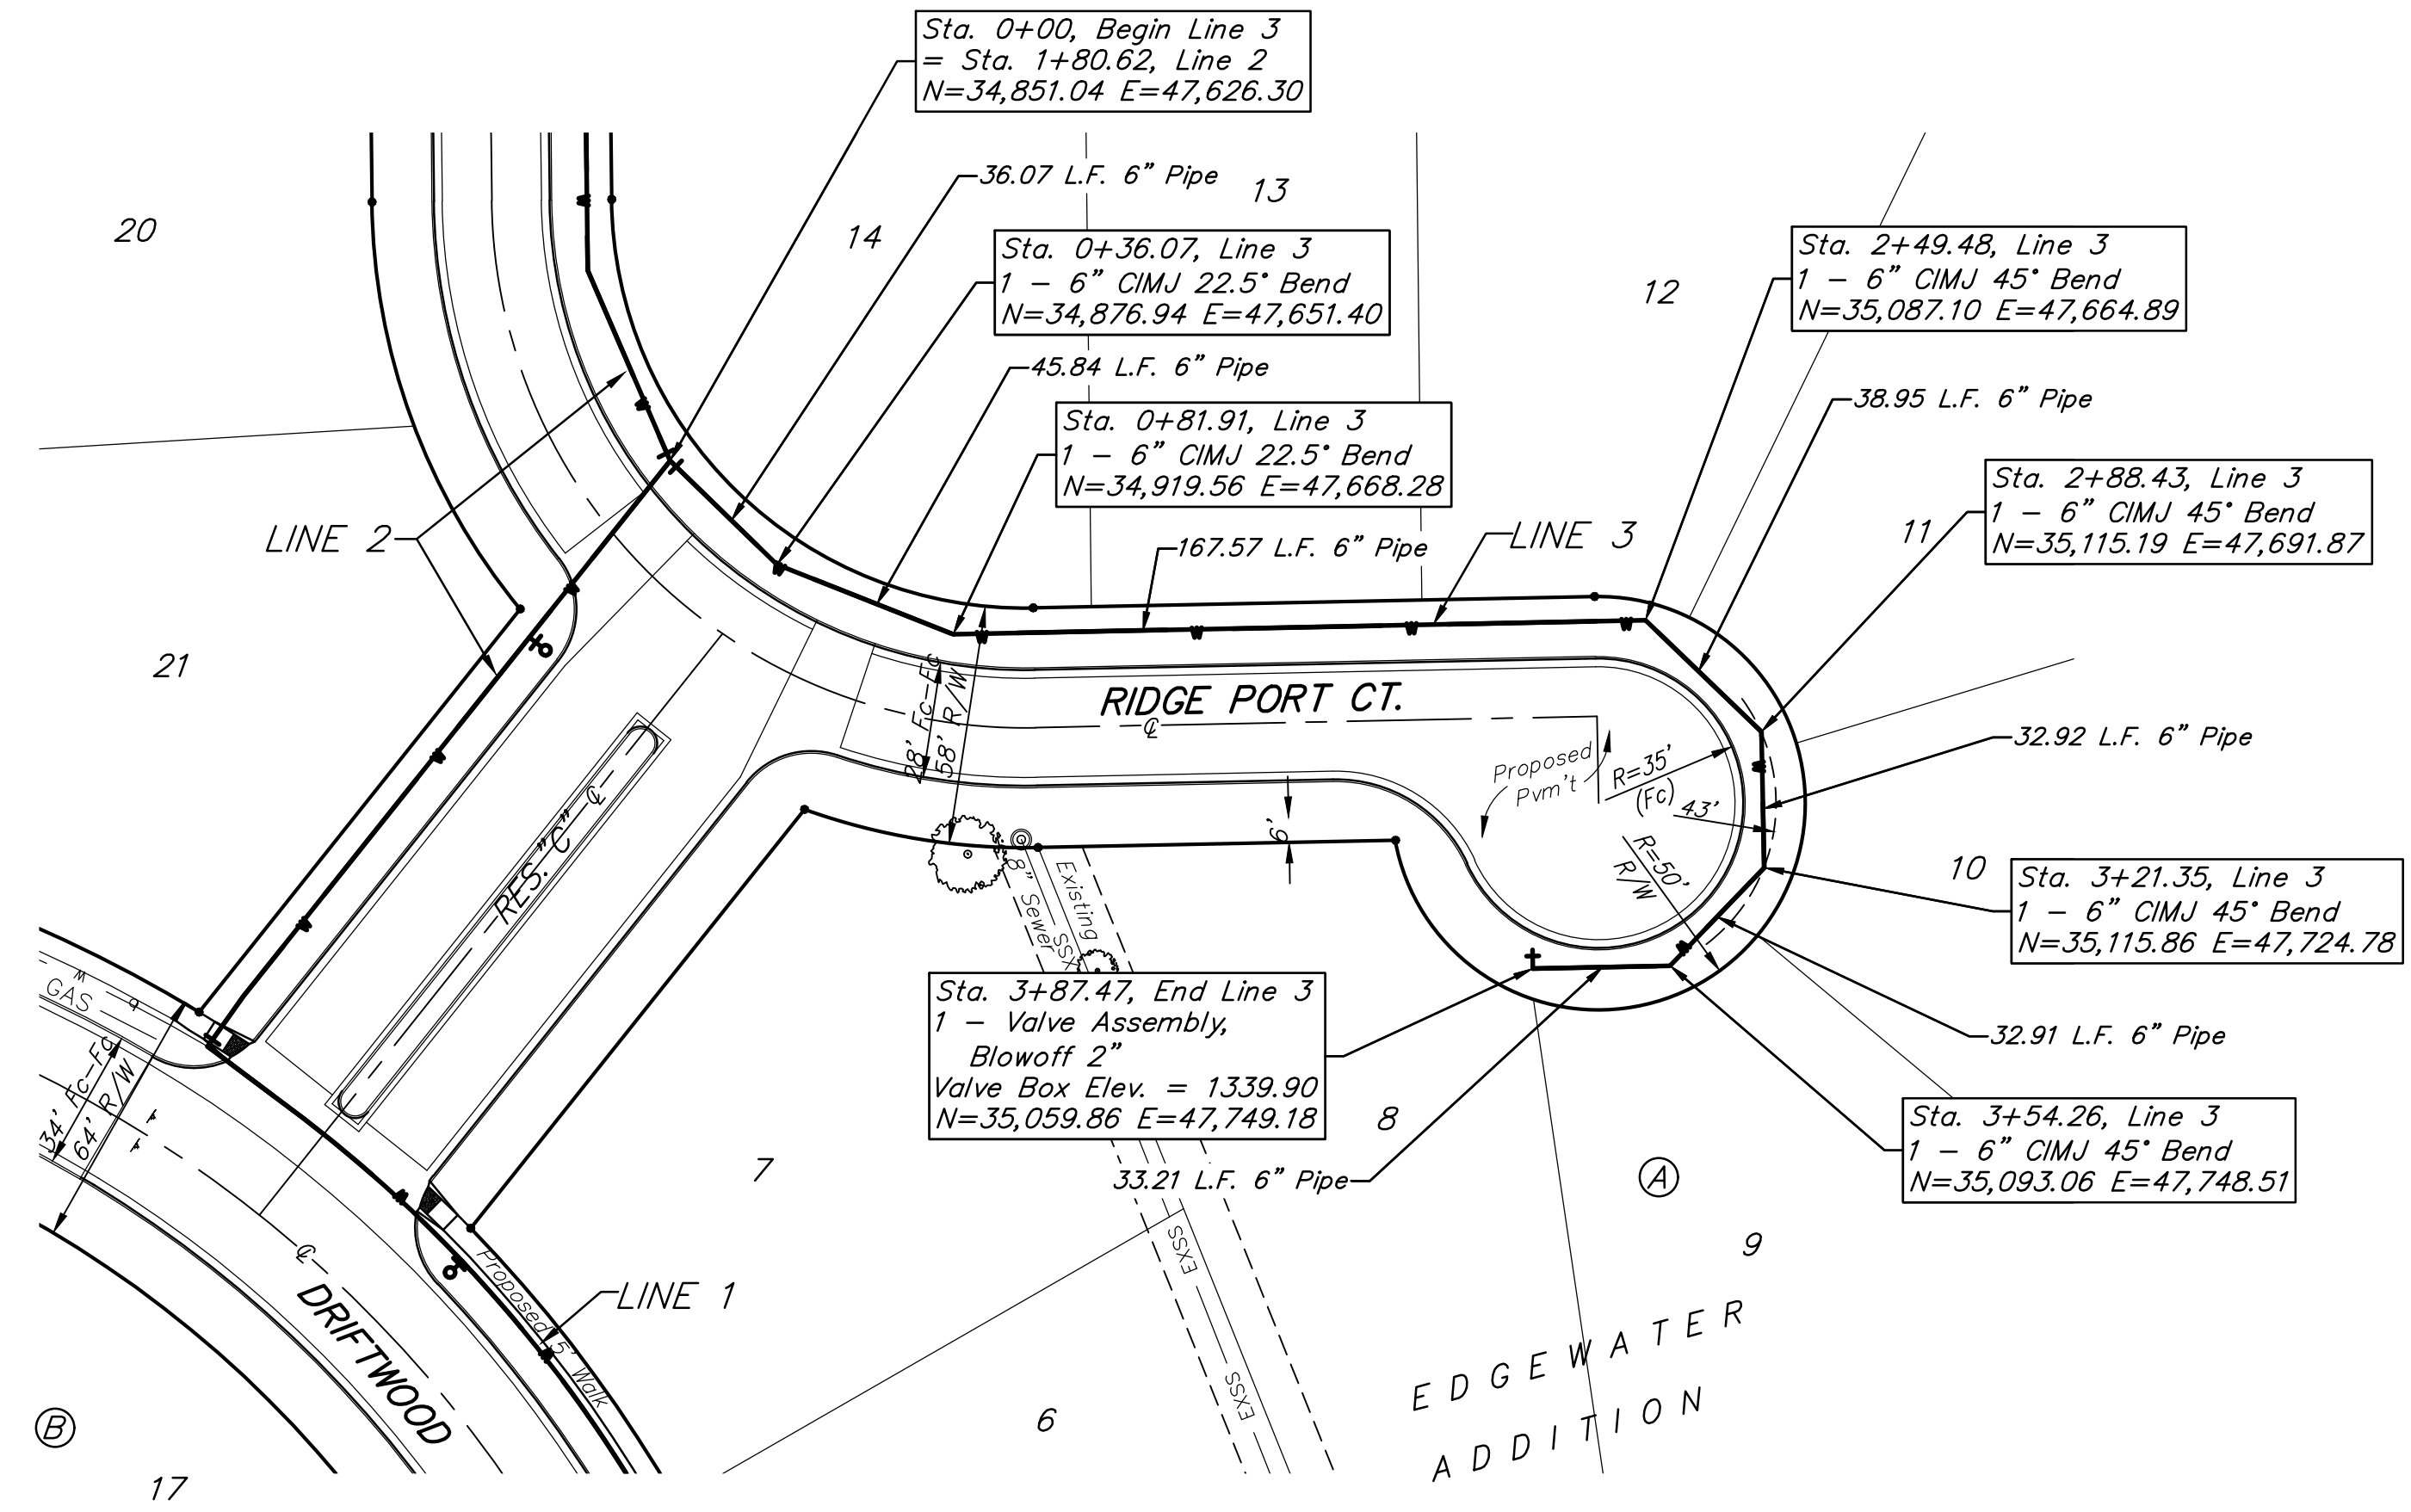 Sta. 0+00, Begin Line 3
= Sta. 1+80.62, Line 2
N=34,851.04 E=47,626.30
36.07 L.F. 6” Pipe
13
20
14
Sta. 0+36.07, Line 3
1 – 6” CIMJ 22.5° Bend
N=34,876.94 E=47,651.40
12
Sta. 2+49.48, Line 3
1 – 6” CIMJ 45° Bend
N=35,087.10 E=47,664.89
45.84 L.F. 6” Pipe
38.95 L.F. 6” Pipe
Sta. 0+81.91, Line 3
1 – 6” CIMJ 22.5° Bend
N=34,919.56 E=47,668.28
Sta. 2+88.43, Line 3
1 – 6” CIMJ 45° Bend
N=35,115.19 E=47,691.87
LINE 2
167.57 L.F. 6” Pipe
LINE 3
11
21
28’ Fc–Fc
58’ R/W
RIDGE PORT CT.
℄
32.92 L.F. 6” Pipe
Proposed
Pvm't
R=35’
(Fc)
43’
6’
R=50’
R/W
RES. ”C”
℄
8” Sewer
Existing
SSX
10
Sta. 3+21.35, Line 3
1 – 6” CIMJ 45° Bend
N=35,115.86 E=47,724.78
W
GAS
34’ Fc–Fc
64’ R/W
Sta. 3+87.47, End Line 3
1 – Valve Assembly,
Blowoff 2”
Valve Box Elev. = 1339.90
N=35,059.86 E=47,749.18
32.91 L.F. 6” Pipe
8
Sta. 3+54.26, Line 3
1 – 6” CIMJ 45° Bend
N=35,093.06 E=47,748.51
7
33.21 L.F. 6” Pipe
A
9
EXSS
℄
DRIFTWOOD
Proposed 5’ Walk
LINE 1
EXSS
6
EDGEWATER
ADDITION
B
17